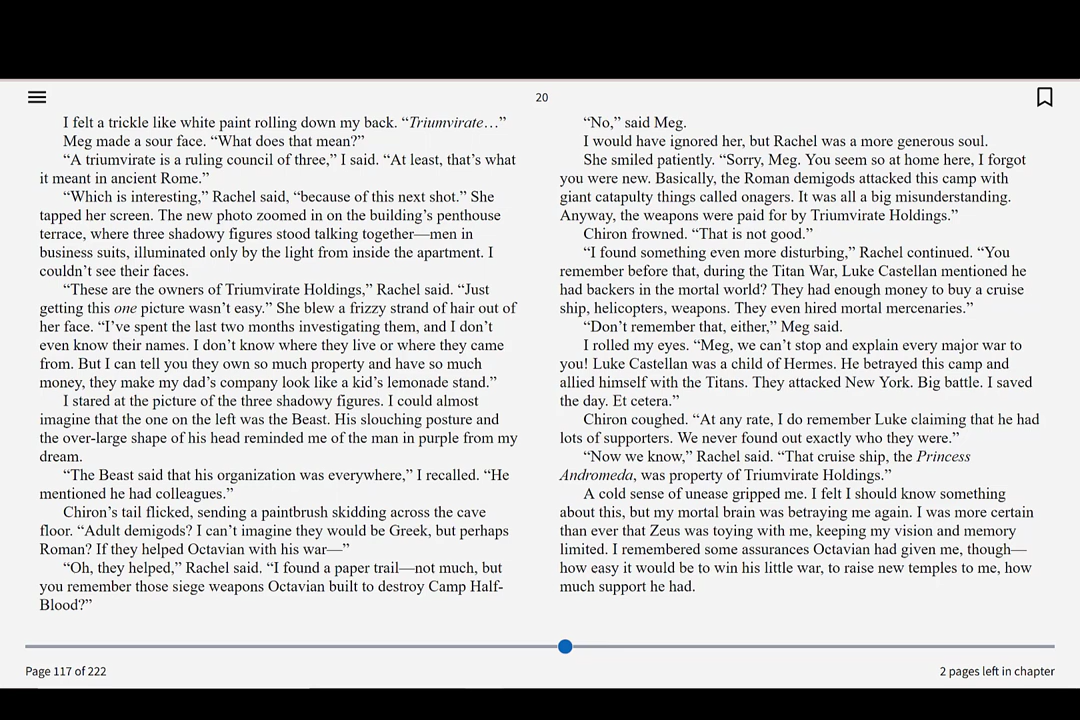 20
I felt a trickle like white paint rolling down my back. “Triumvirate…”
Meg made a sour face. “What does that mean?”
“A triumvirate is a ruling council of three,” I said. “At least, that’s what
it meant in ancient Rome.”
“Which is interesting,” Rachel said, “because of this next shot.” She
tapped her screen. The new photo zoomed in on the building’s penthouse
terrace, where three shadowy figures stood talking together—men in
business suits, illuminated only by the light from inside the apartment. I
couldn’t see their faces.
“These are the owners of Triumvirate Holdings,” Rachel said. “Just
getting this one picture wasn’t easy.” She blew a frizzy strand of hair out of
her face. “I’ve spent the last two months investigating them, and I don’t
even know their names. I don’t know where they live or where they came
from. But I can tell you they own so much property and have so much
money, they make my dad’s company look like a kid’s lemonade stand.”
I stared at the picture of the three shadowy figures. I could almost
imagine that the one on the left was the Beast. His slouching posture and
the over-large shape of his head reminded me of the man in purple from my
dream.
“The Beast said that his organization was everywhere,” I recalled. “He
mentioned he had colleagues.”
Chiron’s tail flicked, sending a paintbrush skidding across the cave
floor. “Adult demigods? I can’t imagine they would be Greek, but perhaps
Roman? If they helped Octavian with his war—”
“Oh, they helped,” Rachel said. “I found a paper trail—not much, but
you remember those siege weapons Octavian built to destroy Camp Half-
Blood?”
“No,” said Meg.
I would have ignored her, but Rachel was a more generous soul.
She smiled patiently. “Sorry, Meg. You seem so at home here, I forgot
you were new. Basically, the Roman demigods attacked this camp with
giant catapulty things called onagers. It was all a big misunderstanding.
Anyway, the weapons were paid for by Triumvirate Holdings.”
Chiron frowned. “That is not good.”
“I found something even more disturbing,” Rachel continued. “You
remember before that, during the Titan War, Luke Castellan mentioned he
had backers in the mortal world? They had enough money to buy a cruise
ship, helicopters, weapons. They even hired mortal mercenaries.”
“Don’t remember that, either,” Meg said.
I rolled my eyes. “Meg, we can’t stop and explain every major war to
you! Luke Castellan was a child of Hermes. He betrayed this camp and
allied himself with the Titans. They attacked New York. Big battle. I saved
the day. Et cetera.”
Chiron coughed. “At any rate, I do remember Luke claiming that he had
lots of supporters. We never found out exactly who they were.”
“Now we know,” Rachel said. “That cruise ship, the Princess
Andromeda, was property of Triumvirate Holdings.”
A cold sense of unease gripped me. I felt I should know something
about this, but my mortal brain was betraying me again. I was more certain
than ever that Zeus was toying with me, keeping my vision and memory
limited. I remembered some assurances Octavian had given me, though—
how easy it would be to win his little war, to raise new temples to me, how
much support he had.
Page 117 of 222
2 pages left in chapter